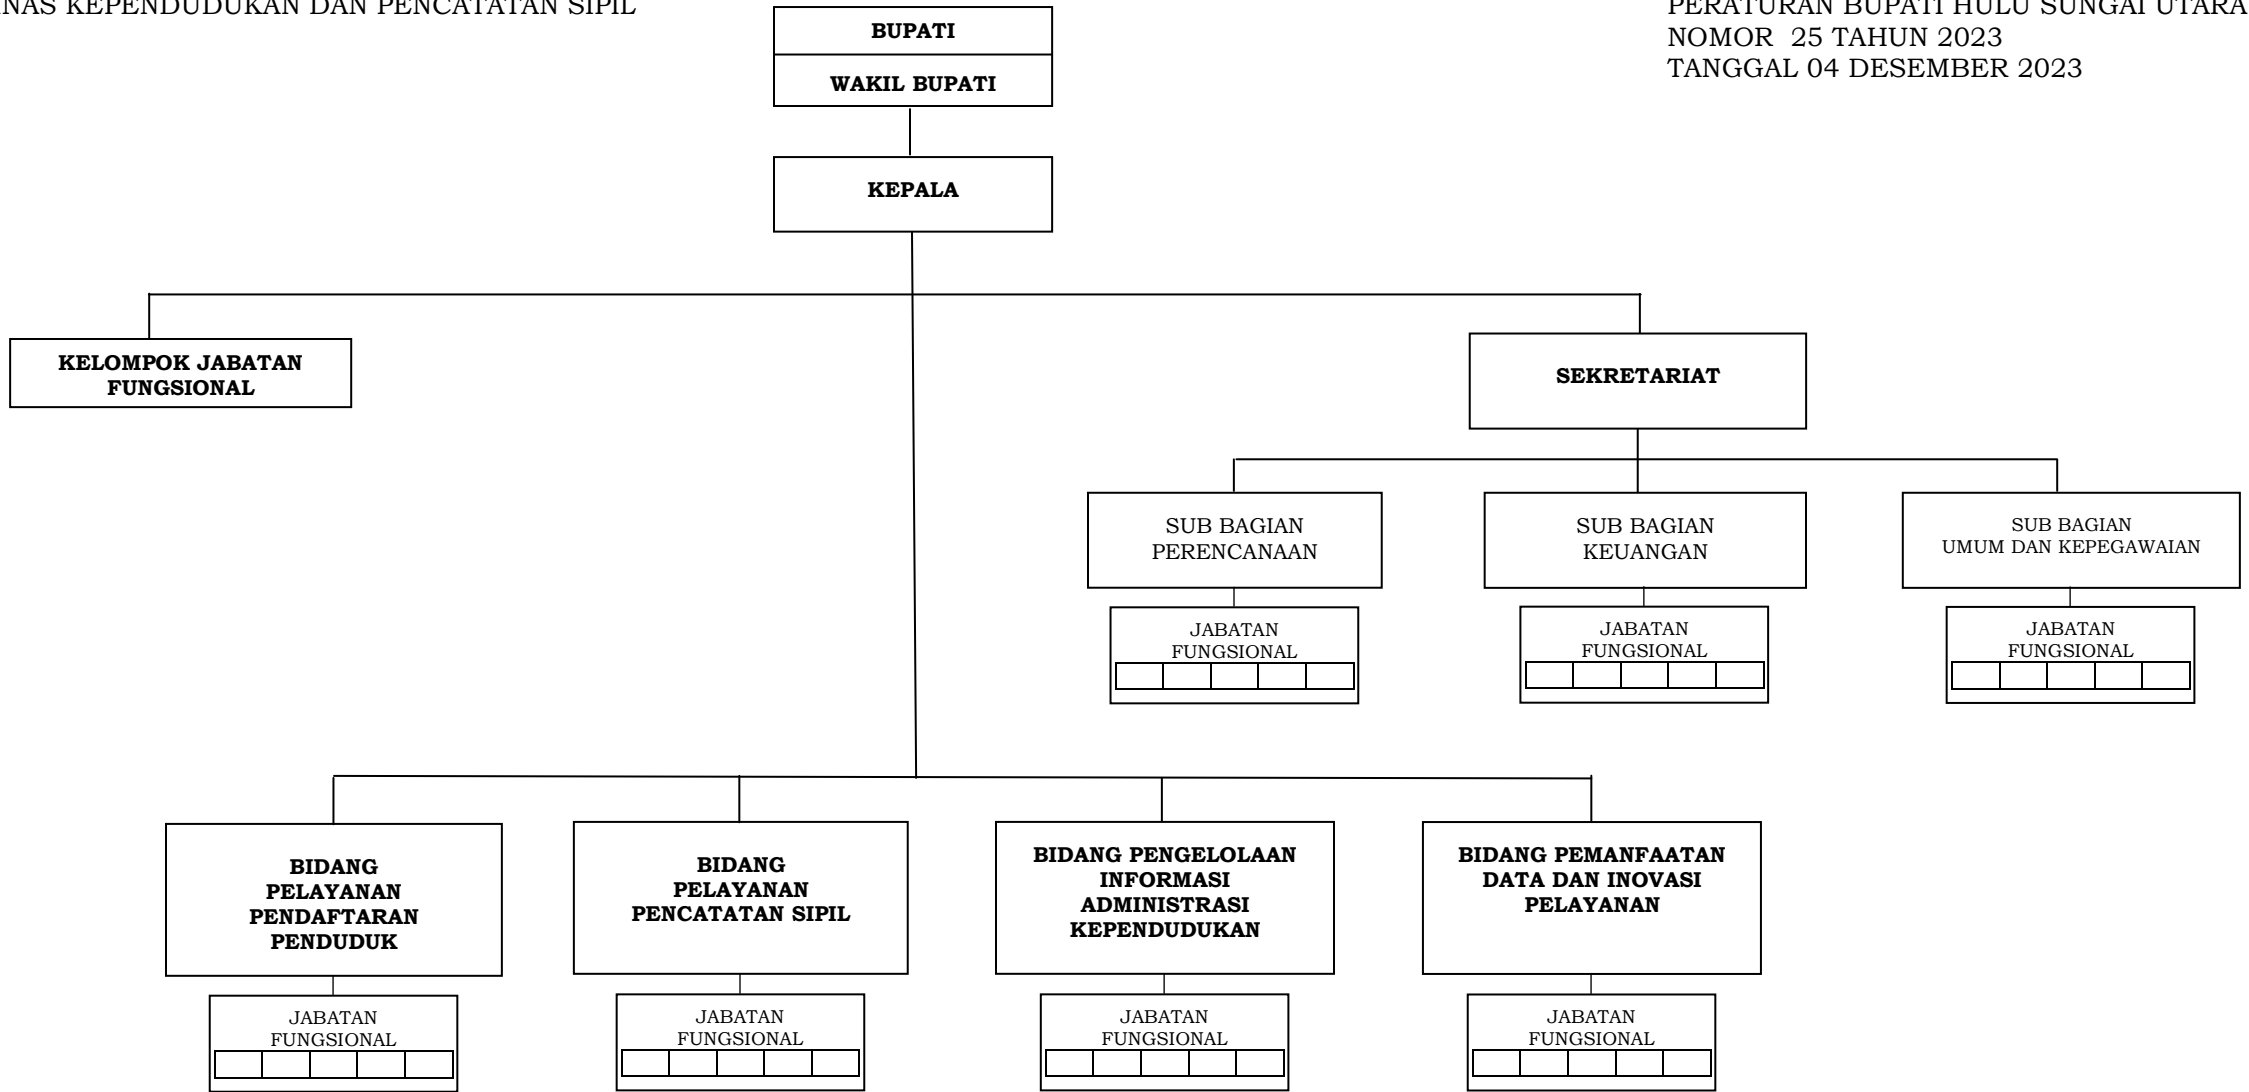 KEPENDUDUKAN DAN PENCATATAN SIPIL
PERATURAN BUPATI HULU SUNGAI UTARA
NOMOR 25 TAHUN 2023
TANGGAL 04 DESEMBER 2023
BUPATI
WAKIL BUPATI
KEPALA
KELOMPOK JABATAN
FUNGSIONAL
SEKRETARIAT
SUB BAGIAN
PERENCANAAN
SUB BAGIAN
KEUANGAN
SUB BAGIAN
UMUM DAN KEPEGAWAIAN
JABATAN
FUNGSIONAL
JABATAN
FUNGSIONAL
JABATAN
FUNGSIONAL
BIDANG
PELAYANAN
PENDAFTARAN
PENDUDUK
BIDANG
PELAYANAN
PENCATATAN SIPIL
BIDANG PENGELOLAAN
INFORMASI
ADMINISTRASI
KEPENDUDUKAN
BIDANG PEMANFAATAN
DATA DAN INOVASI
PELAYANAN
JABATAN
FUNGSIONAL
JABATAN
FUNGSIONAL
JABATAN
FUNGSIONAL
JABATAN
FUNGSIONAL